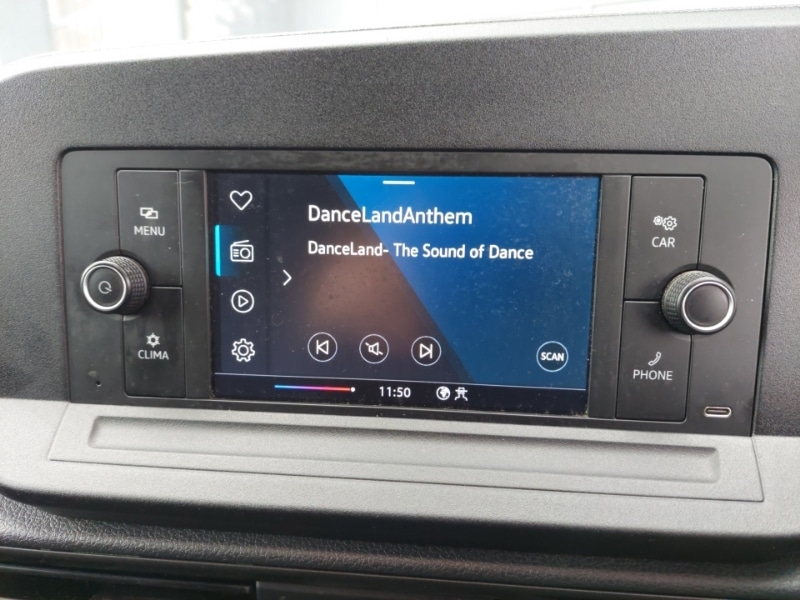 MENU
CLIMA
DanceLandAnthem
DanceLand- The Sound of Dance
SCAN
11:50
CAR
PHONE